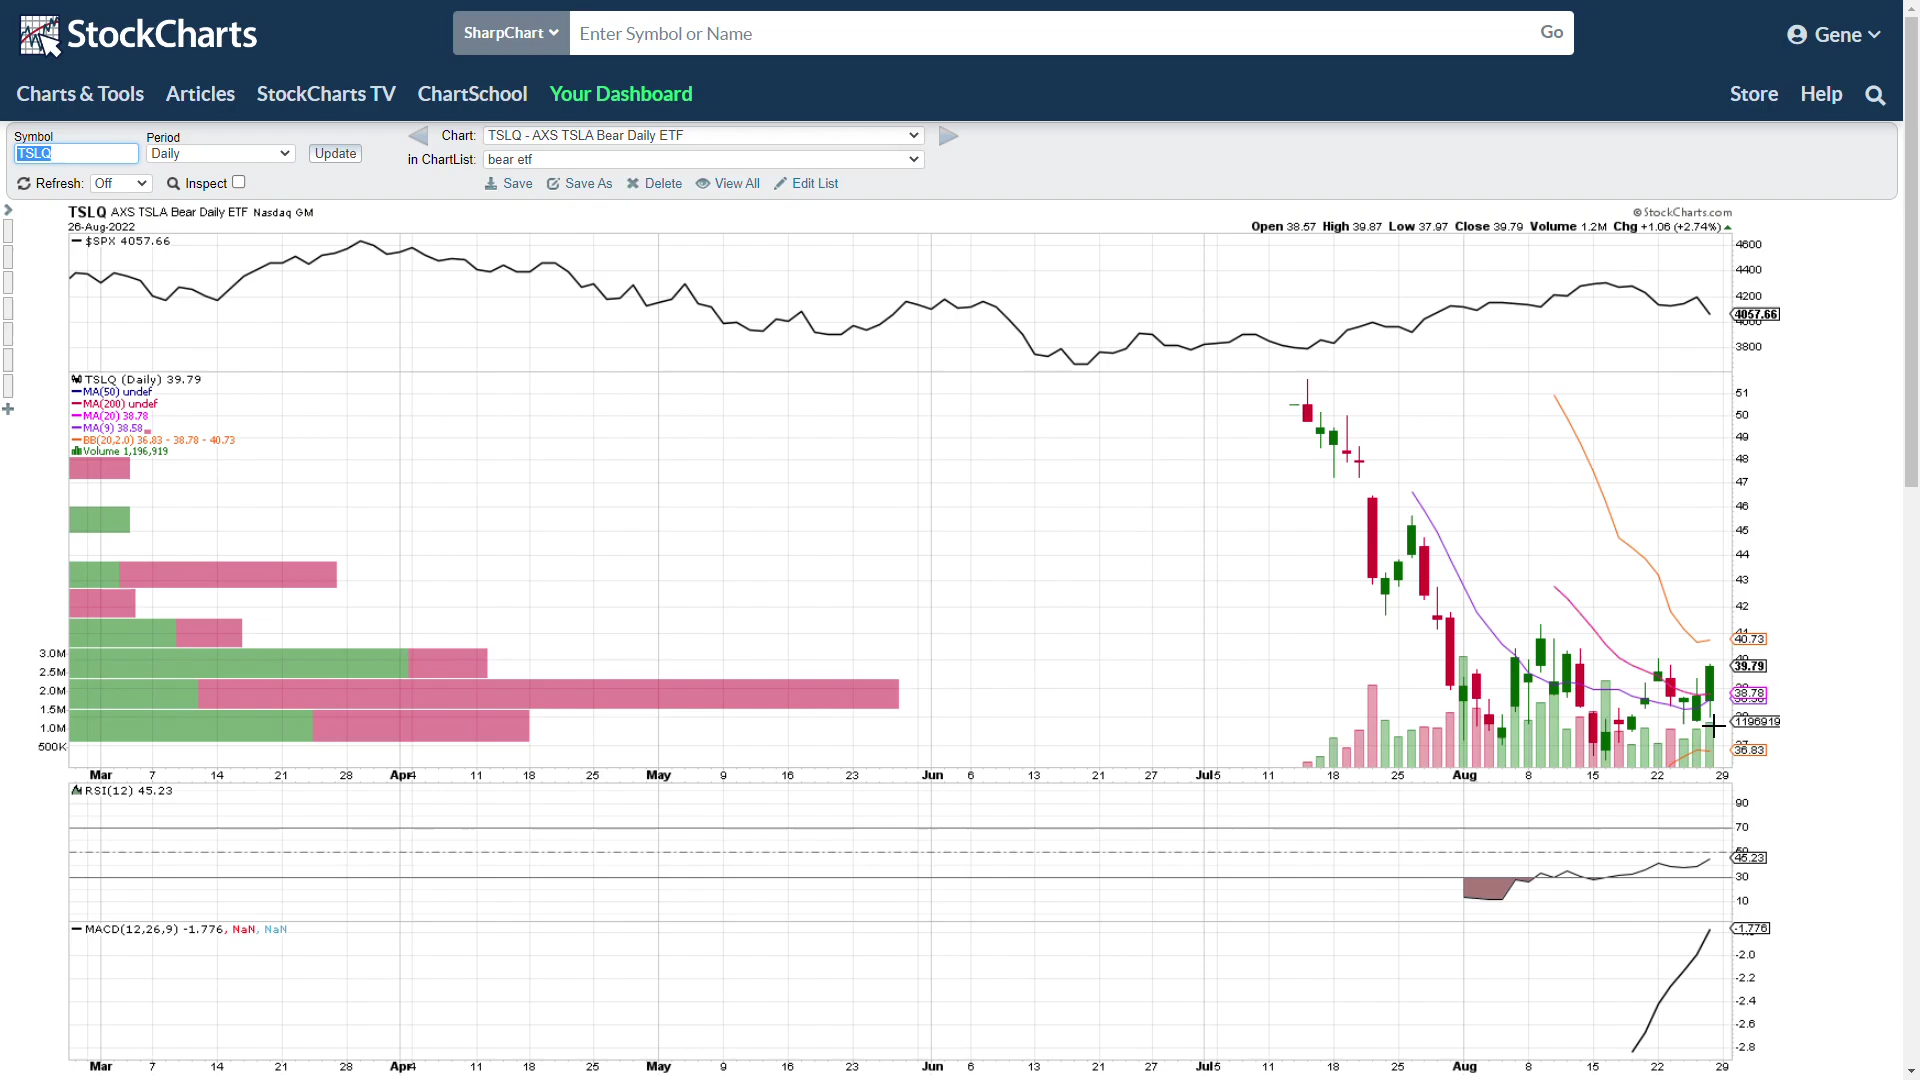 StockCharts
SharpChart Enter Symbol or Name Go
Gene
Charts & Tools Articles StockCharts TV ChartSchool Your Dashboard Store Help
Symbol Period
TSLQ Daily Update
Chart: TSLQ - AXS TSLA Bear Daily ETF
in ChartList: bear etf
Refresh: Off Inspect
Save Save As Delete View All Edit List
TSLQ AXS TSLA Bear Daily ETF Nasdaq GM
© StockCharts.com
26-Aug-2022
Open 38.57 High 39.87 Low 37.97 Close 39.79 Volume 1.2M Chg +1.06 (+2.74%)
$SPX 4057.66
4600
4400
4200
4057.66
4000
3800
TSLQ (Daily) 39.79
MA(50) undef
MA(200) undef
MA(20) 38.78
MA(9) 38.58
BB(20,2.0) 36.83 - 38.78 - 40.73
Volume 1,196,919
51
50
49
48
47
46
45
44
43
42
41
40.73
39.79
38.78
1196919
36.83
3.0M
2.5M
2.0M
1.5M
1.0M
500K
Mar 7 14 21 28 Apr4 11 18 25 May 9 16 23 Jun 6 13 21 27 Jul5 11 18 25 Aug 8 15 22 29
RSI(12) 45.23
90
70
50
45.23
30
10
MACD(12,26,9) -1.776, NaN, NaN
-1.776
-2.0
-2.2
-2.4
-2.6
-2.8
Mar 7 14 21 28 Apr4 11 18 25 May 9 16 23 Jun 6 13 21 27 Jul5 11 18 25 Aug 8 15 22 29